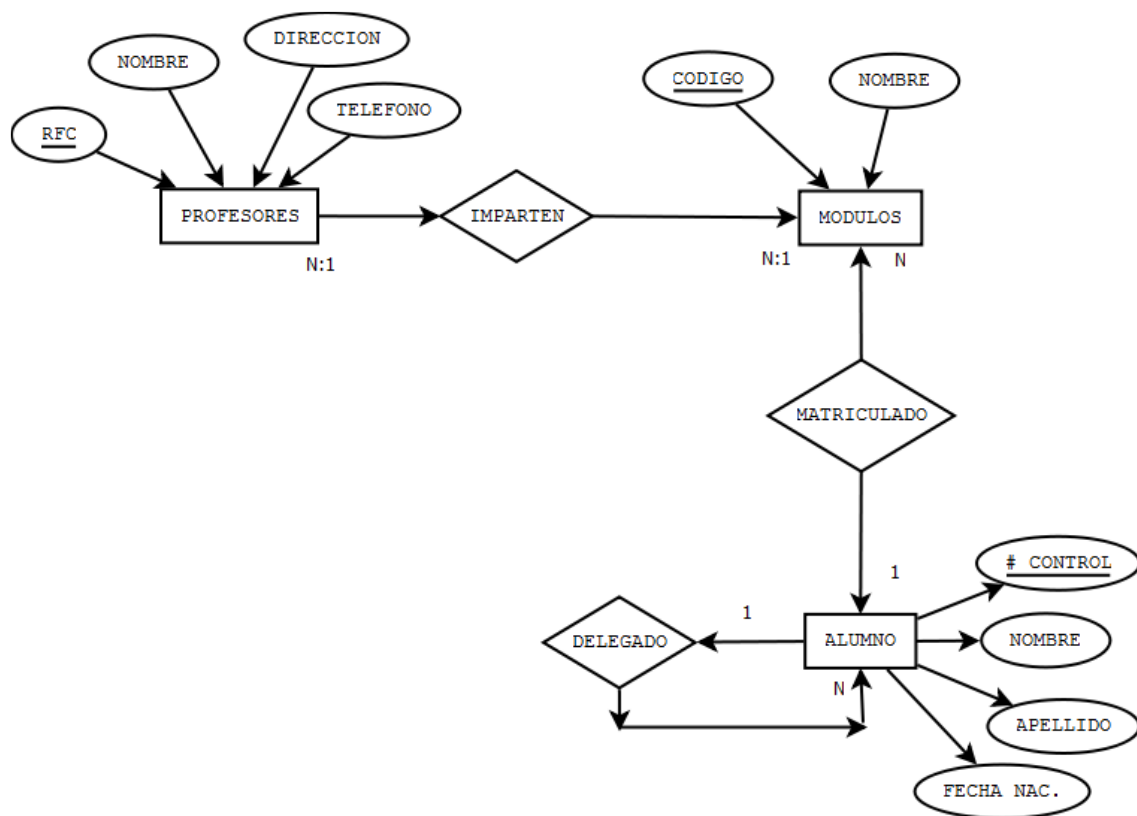 DIRECCION
NOMBRE
CODIGO
NOMBRE
TELEFONO
RFC
PROFESORES
IMPARTEN
MODULOS
N:1
N:1
N
MATRICULADO
# CONTROL
1
1
DELEGADO
ALUMNO
NOMBRE
N
APELLIDO
FECHA NAC.